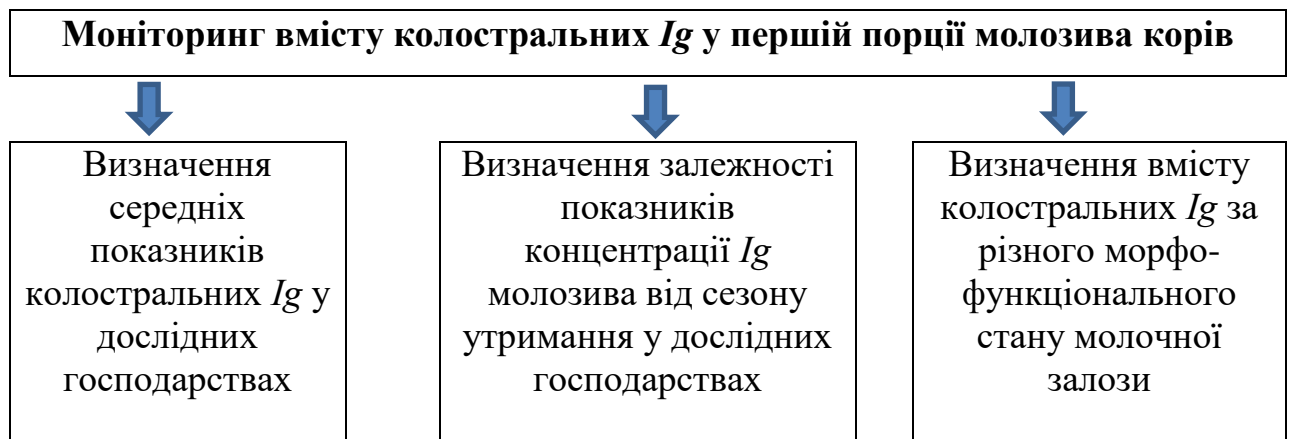 Моніторинг вмісту колостральних Ig у першій порції молозива корів
Визначення
середніх
показників
колостральних Ig у
дослідних
господарствах
Визначення залежності
показників
концентрації Ig
молозива від сезону
утримання у дослідних
господарствах
Визначення вмісту
колостральних Ig за
різного морфо-
функціонального
стану молочної
залози